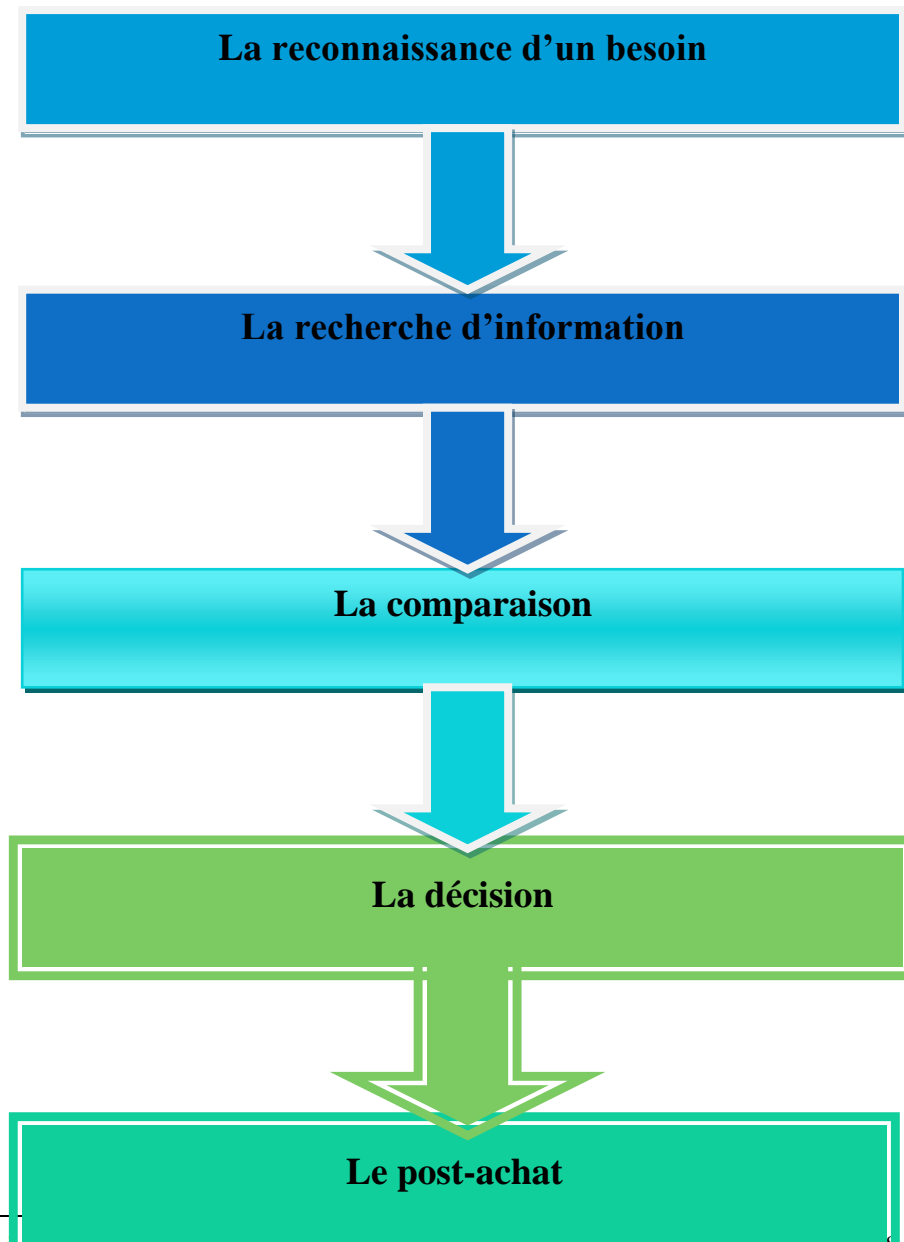 La reconnaissance d’un besoin
La recherche d’information
La comparaison
La décision
Le post-achat